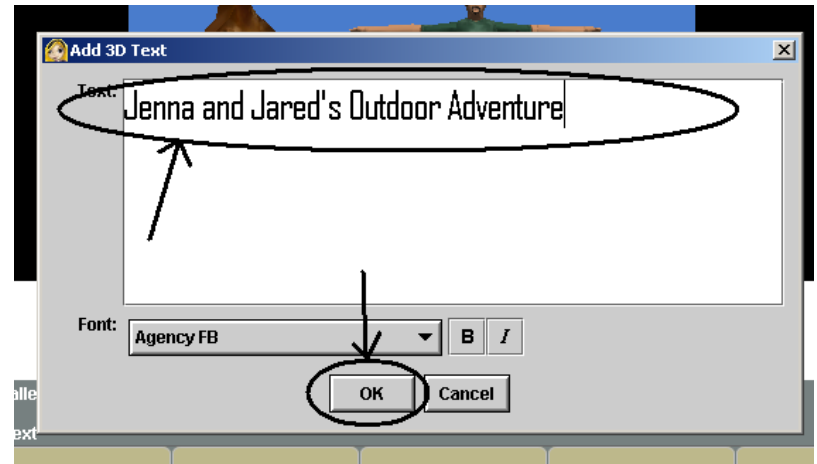 Add 3D Text
Text:
Jenna and Jared's Outdoor Adventure
Font:
Agency FB
B I
OK Cancel